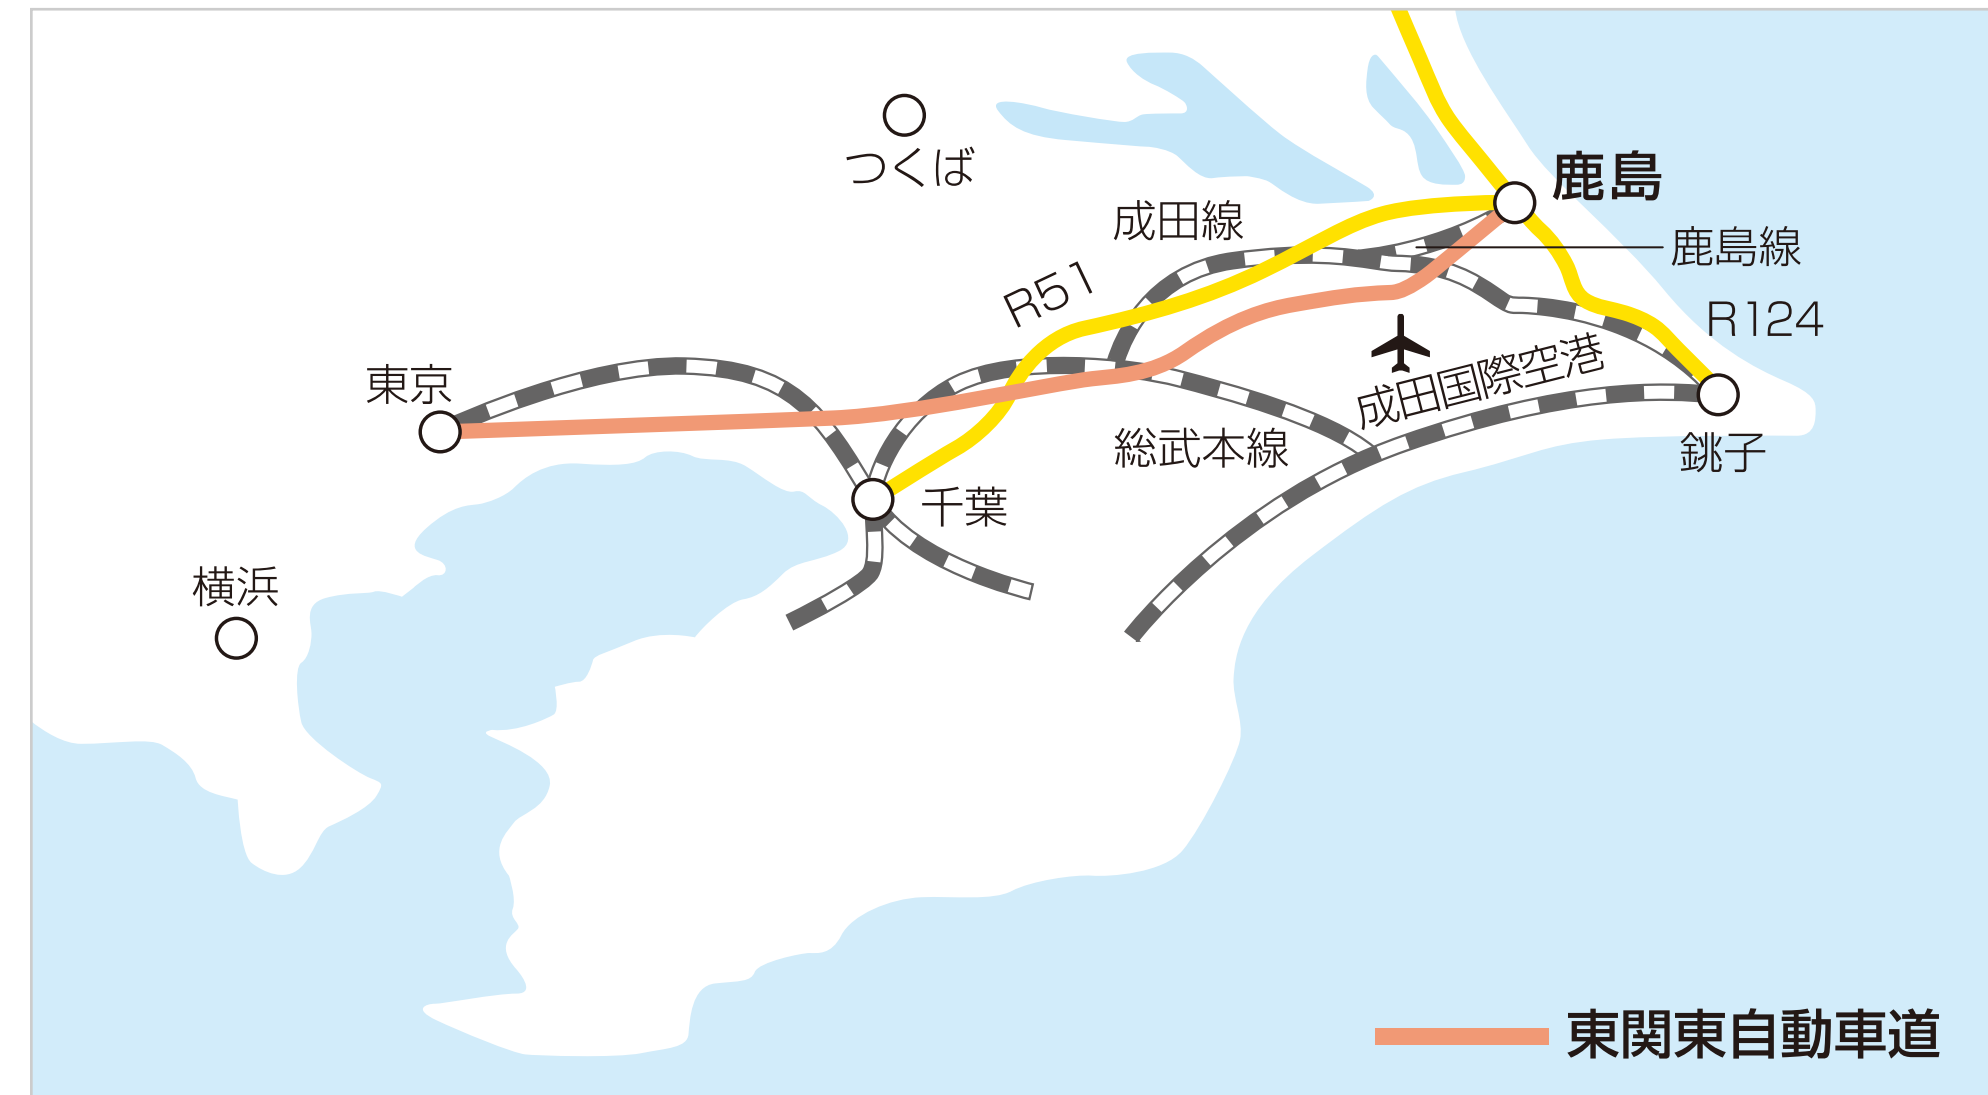 つくば
鹿島
成田線
鹿島線
R51
R124
東京
成田国際空港
総武本線
銚子
千葉
横浜
東関東自動車道